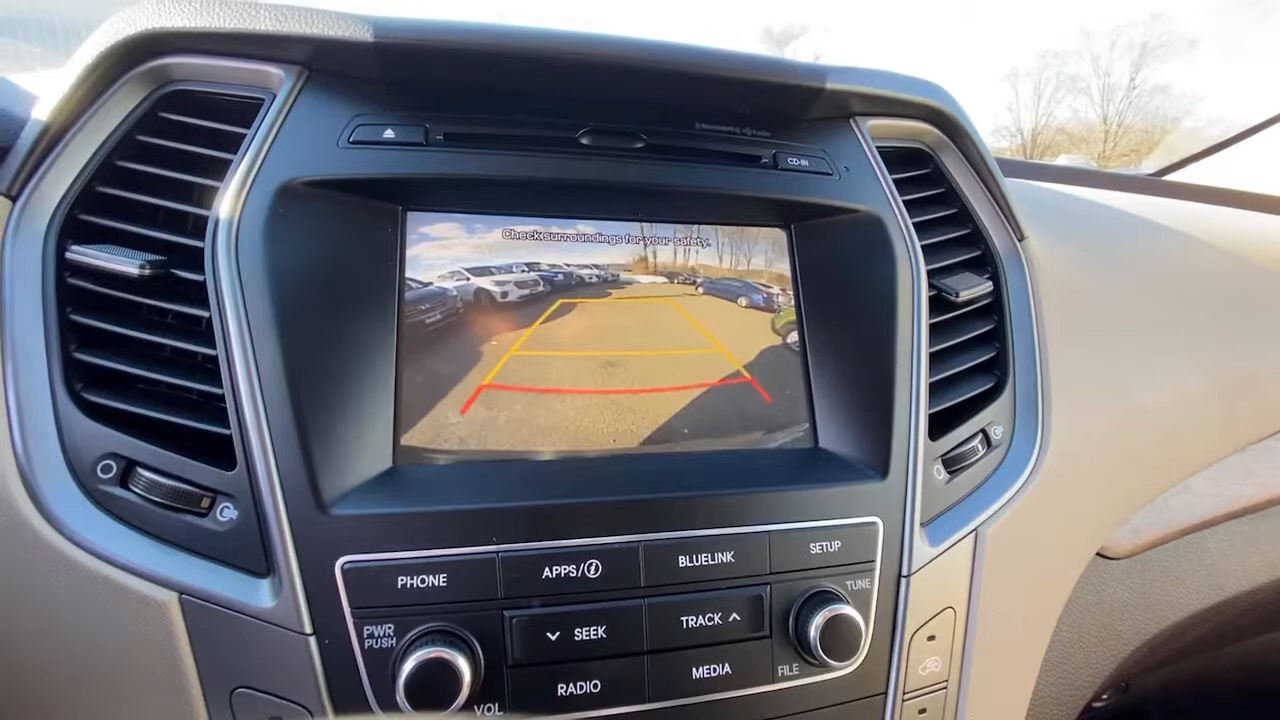 CD-IN
Check surroundings for your safety.
PHONE
APPS/i
BLUELINK
SETUP
PWR
PUSH
SEEK
TRACK
TUNE
FILE
RADIO
MEDIA
VOL